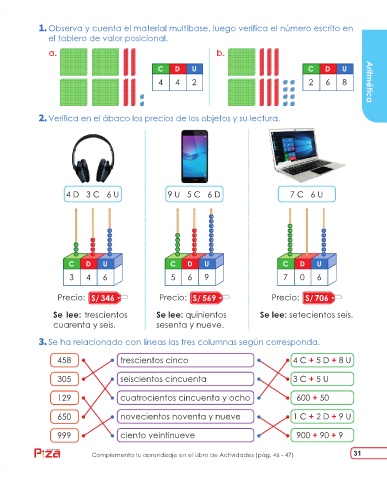 1. Observa y cuenta el material multibase, luego verifica el número escrito en
el tablero de valor posicional.
a.
C D U
4 4 2
b.
C D U
2 6 8
Aritmética
2. Verifica en el ábaco los precios de los objetos y su lectura.
4 D 3 C 6 U
9 U 5 C 6 D
7 C 6 U
C D U
3 4 6
C D U
5 6 9
C D U
7 0 6
Precio: S/ 346
Precio: S/ 569
Precio: S/ 706
Se lee: trescientos
cuarenta y seis.
Se lee: quinientos
sesenta y nueve.
Se lee: setecientos seis.
3. Se ha relacionado con líneas las tres columnas según corresponda.
458 trescientos cinco 4 C + 5 D + 8 U
305 seiscientos cincuenta 3 C + 5 U
129 cuatrocientos cincuenta y ocho 600 + 50
650 novecientos noventa y nueve 1 C + 2 D + 9 U
999 ciento veintinueve 900 + 90 + 9
Complementa tu aprendizaje en el Libro de Actividades (pág. 46 - 47)
31